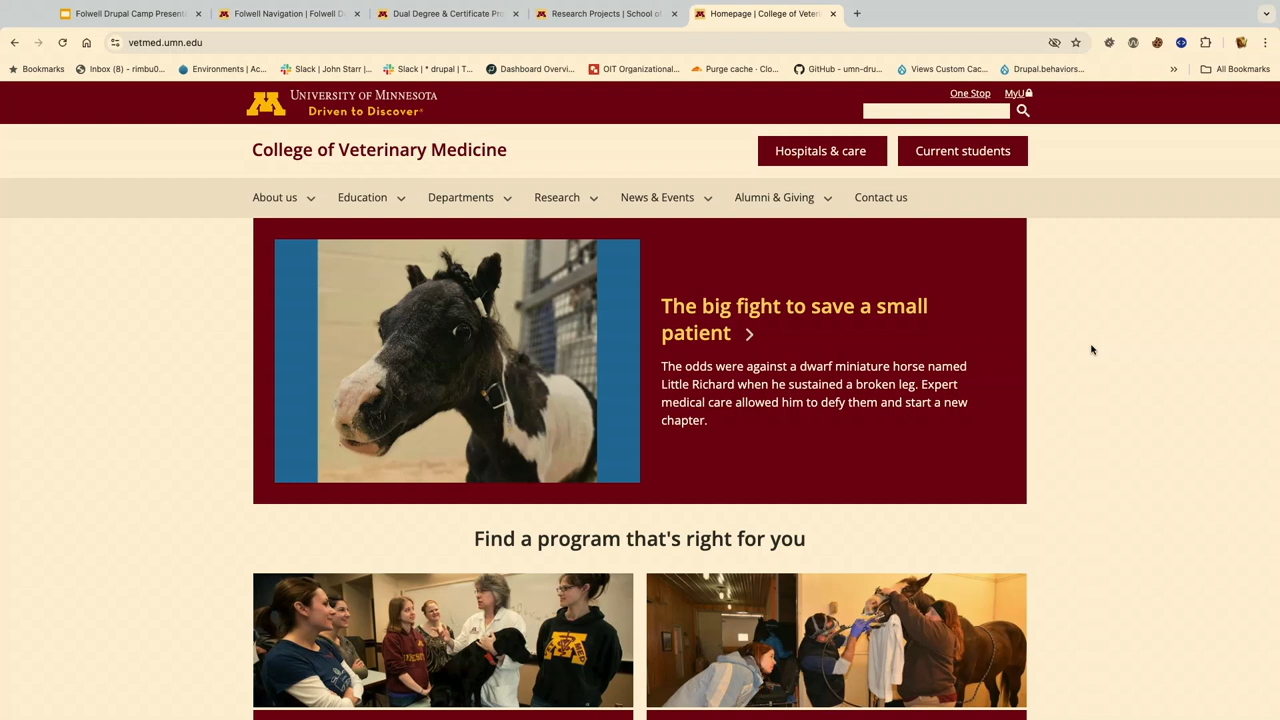 Folwell Drupal Camp Present
Folwell Navigation | Folwell D
Dual Degree & Certificate Pro
Research Projects | School of
Homepage | College of Veterin
vetmed.umn.edu
Bookmarks
Inbox (8) - rimbu0...
Environments | Ac...
Slack | John Starr |...
Slack | * drupal | T...
Dashboard Overvi...
OIT Organizational...
Purge cache · Clo...
GitHub - umn-dru...
Views Custom Cac...
Drupal.behaviors...
All Bookmarks
UNIVERSITY OF MINNESOTA
Driven to Discover®
One Stop
MyU
College of Veterinary Medicine
Hospitals & care
Current students
About us
Education
Departments
Research
News & Events
Alumni & Giving
Contact us
The big fight to save a small
patient
The odds were against a dwarf miniature horse named
Little Richard when he sustained a broken leg. Expert
medical care allowed him to defy them and start a new
chapter.
Find a program that's right for you